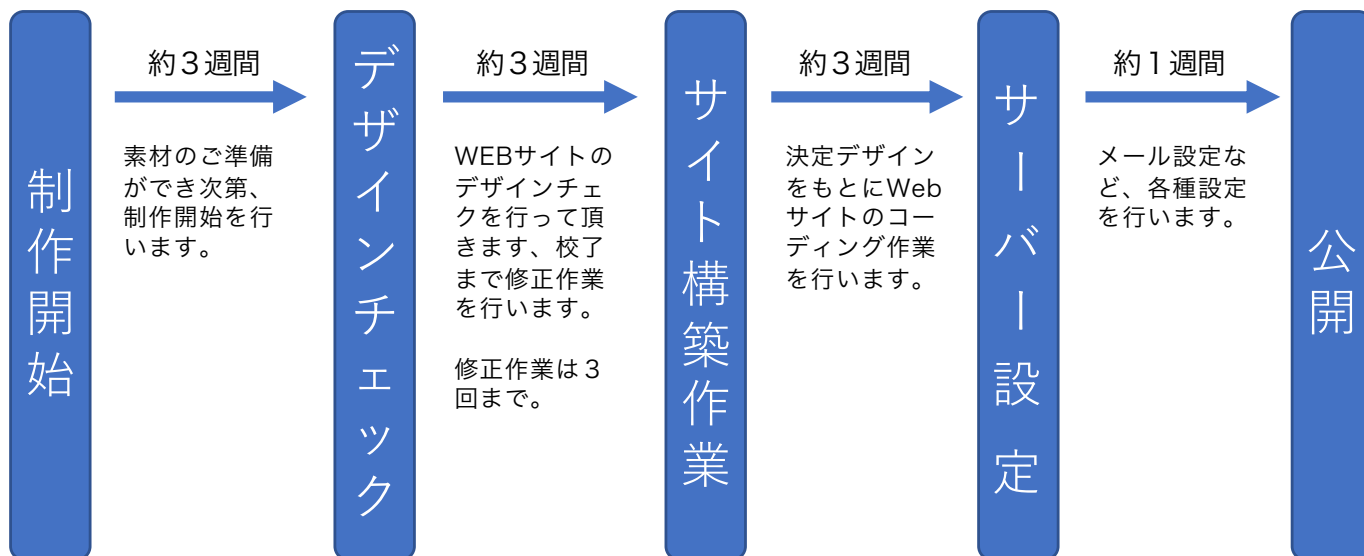 制作開始
約３週間
素材のご準備
ができ次第、
制作開始を行
います。
デザインチェック
約３週間
WEBサイトの
デザインチェ
クを行って頂
きます、校了
まで修正作業
を行います。
修正作業は３
回まで。
サイト構築作業
約３週間
決定デザイン
をもとにWeb
サイトのコー
ディング作業
を行います。
サーバー設定
約１週間
メール設定な
ど、各種設定
を行います。
公開